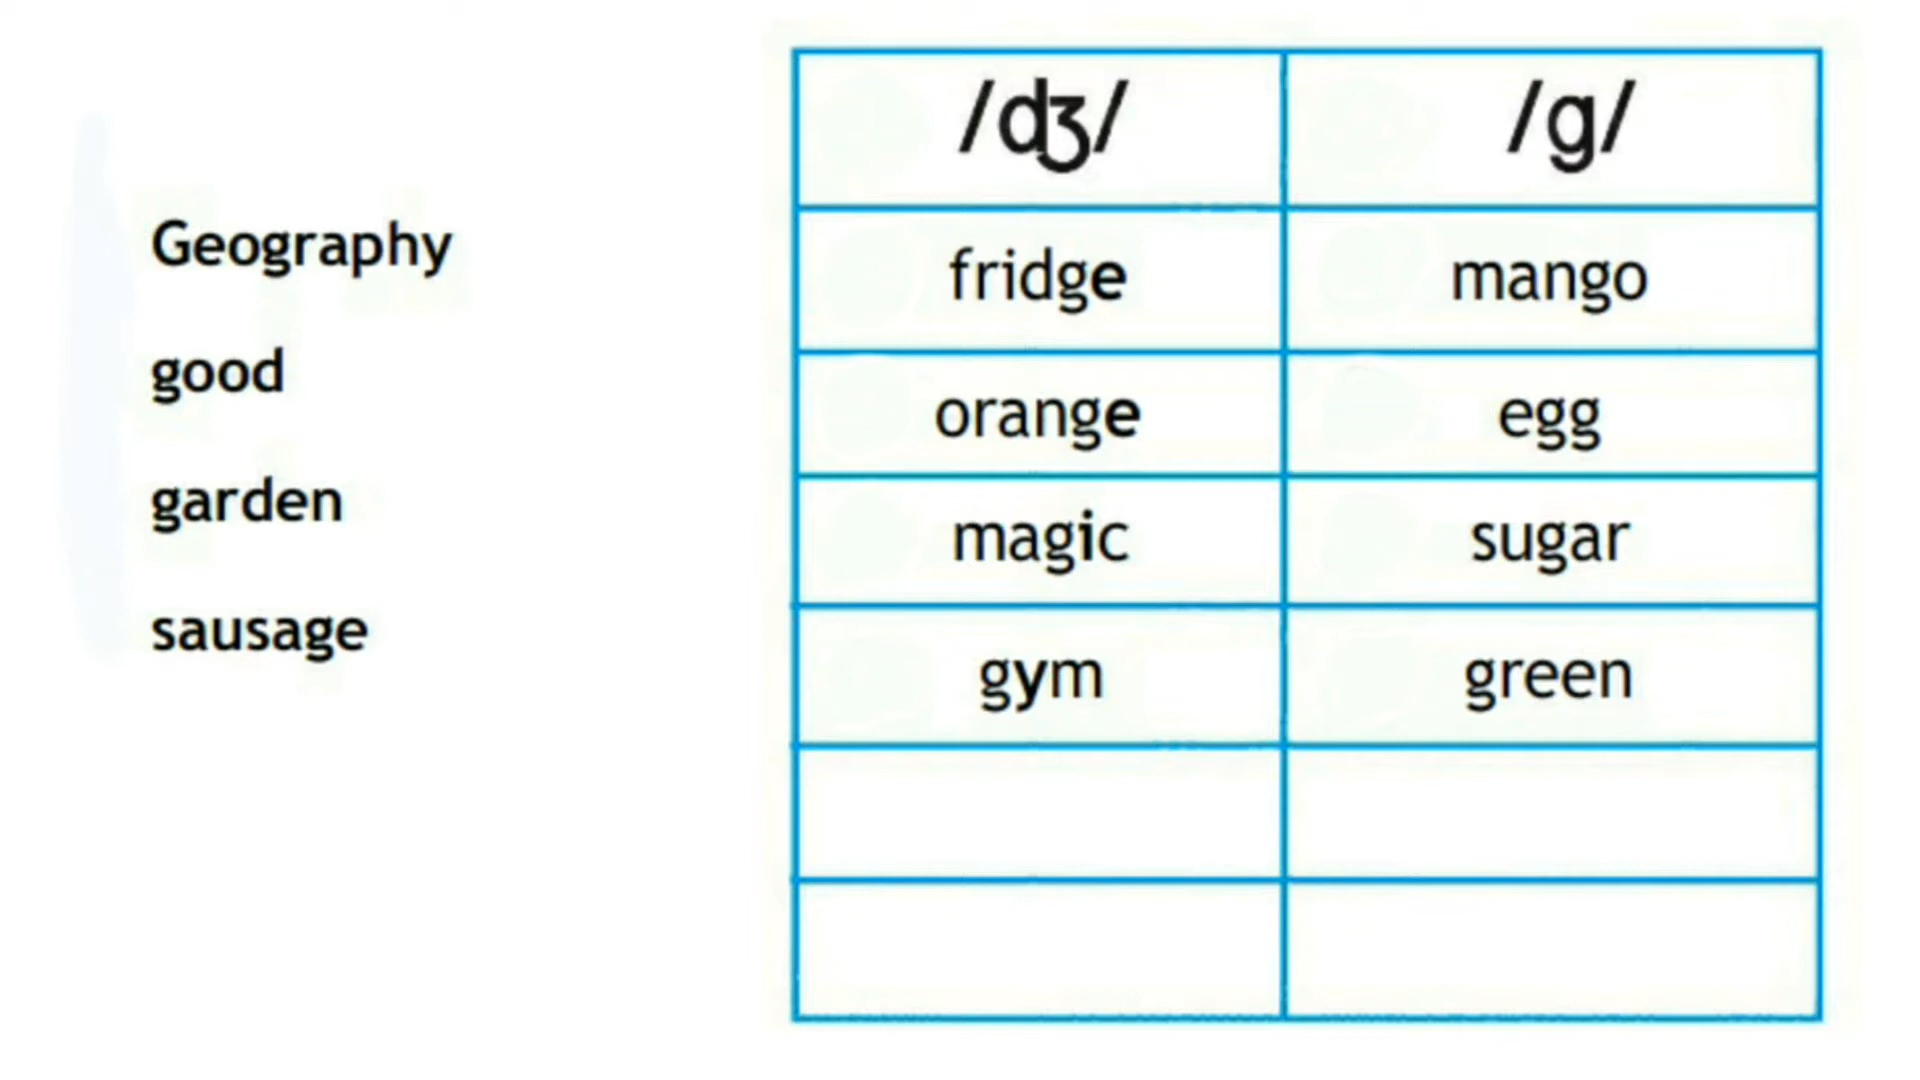 Geography
good
garden
sausage
/dʒ/ /g/
fridge mango
orange egg
magic sugar
gym green